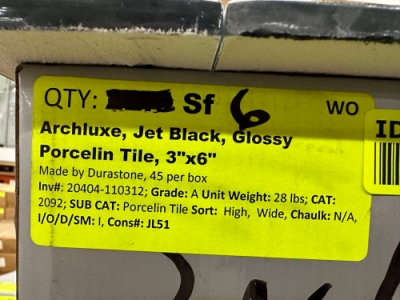 QTY: Sf 6 WO
Archluxe, Jet Black, Glossy
Porcelin Tile, 3"x6"
Made by Durastone, 45 per box
Inv#: 20404-110312; Grade: A Unit Weight: 28 lbs; CAT:
2092; SUB CAT: Porcelin Tile Sort: High, Wide, Chaulk: N/A,
I/O/D/SM: I, Cons#: JL51
ID